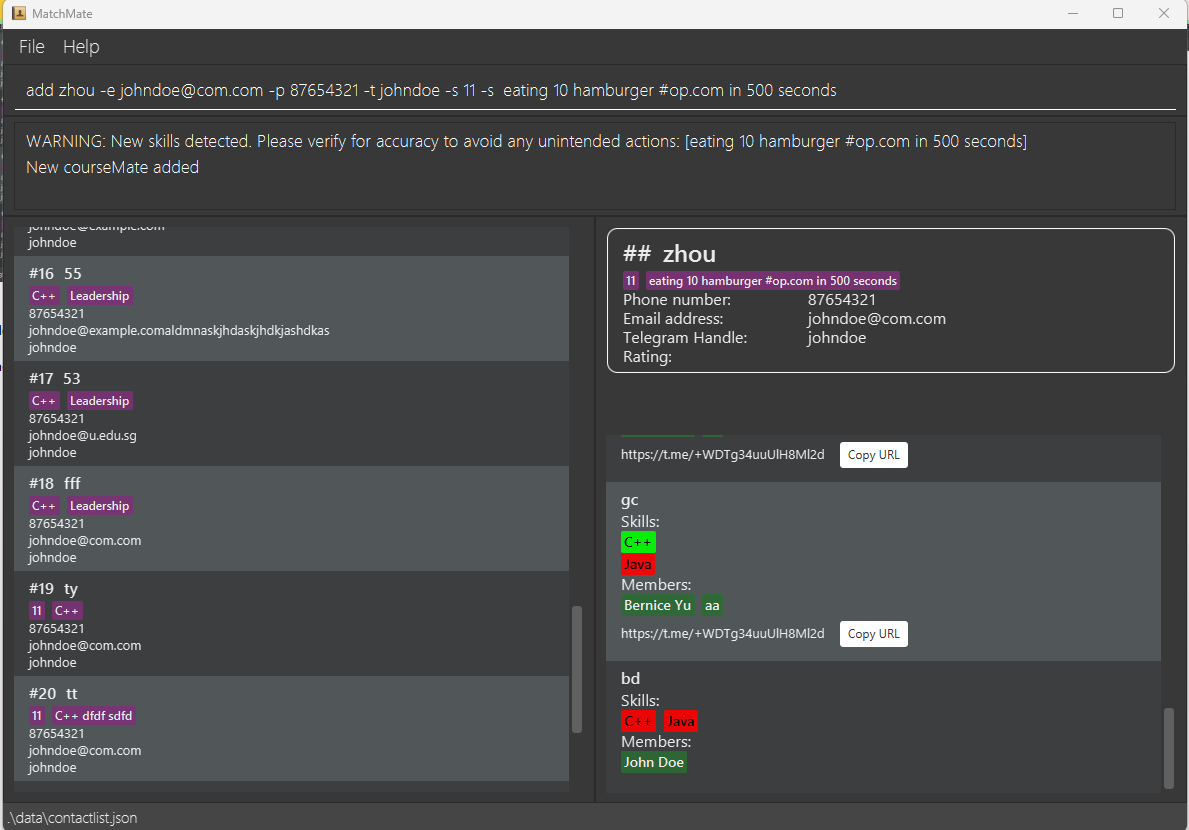 MatchMate
File Help
add zhou -e johndoe@com.com -p 87654321 -t johndoe -s 11 -s  eating 10 hamburger #op.com in 500 seconds
WARNING: New skills detected. Please verify for accuracy to avoid any unintended actions: [eating 10 hamburger #op.com in 500 seconds]
New courseMate added
johndoe@example.com
johndoe
#16 55
C++ Leadership
87654321
johndoe@example.comaldmnaskjhdaskjhdkjashdkas
johndoe
#17 53
C++ Leadership
87654321
johndoe@u.edu.sg
johndoe
#18 fff
C++ Leadership
87654321
johndoe@com.com
johndoe
#19 ty
11 C++
87654321
johndoe@com.com
johndoe
#20 tt
11 C++ dfdf sdfd
87654321
johndoe@com.com
johndoe
## zhou
11 eating 10 hamburger #op.com in 500 seconds
Phone number: 87654321
Email address: johndoe@com.com
Telegram Handle: johndoe
Rating:
https://t.me/+WDTg34uuUlH8Ml2d Copy URL
gc
Skills:
C++
Java
Members:
Bernice Yu aa
https://t.me/+WDTg34uuUlH8Ml2d Copy URL
bd
Skills:
C++ Java
Members:
John Doe
.\data\contactlist.json